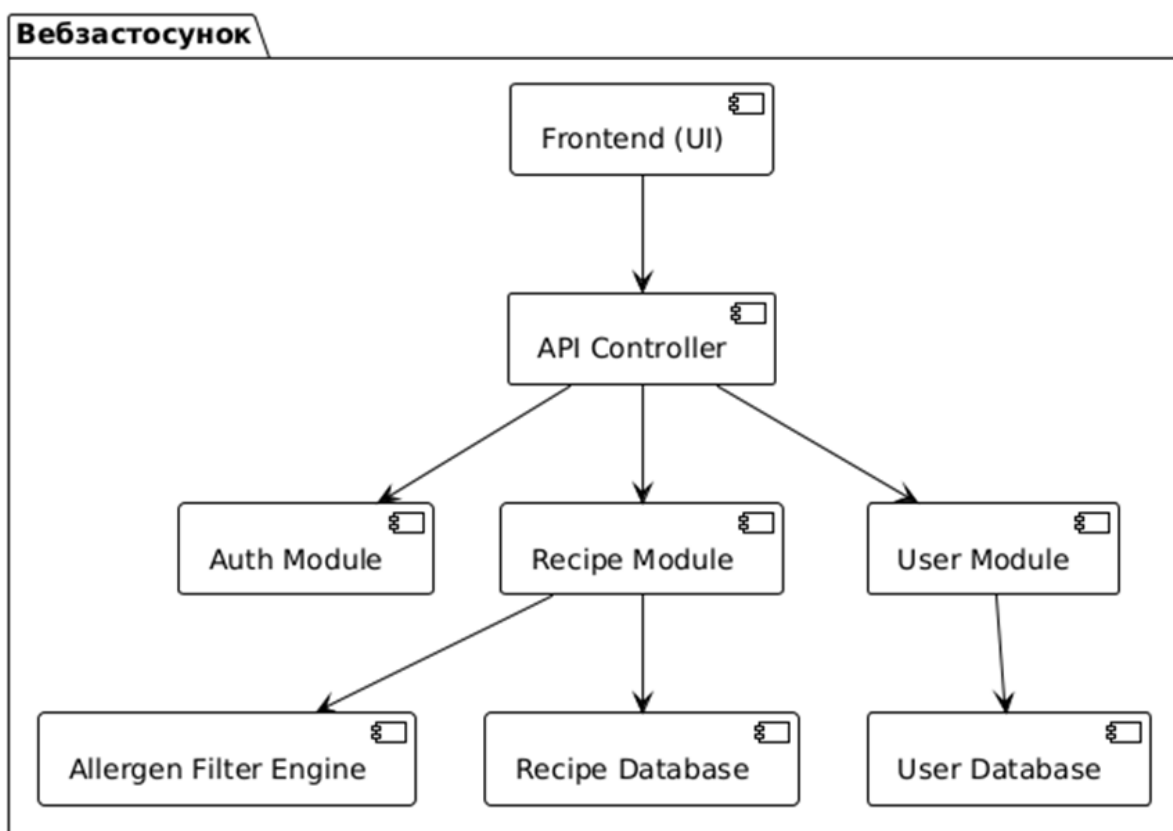 Вебзастосунок
Frontend (UI)
API Controller
Auth Module
Recipe Module
User Module
Allergen Filter Engine
Recipe Database
User Database